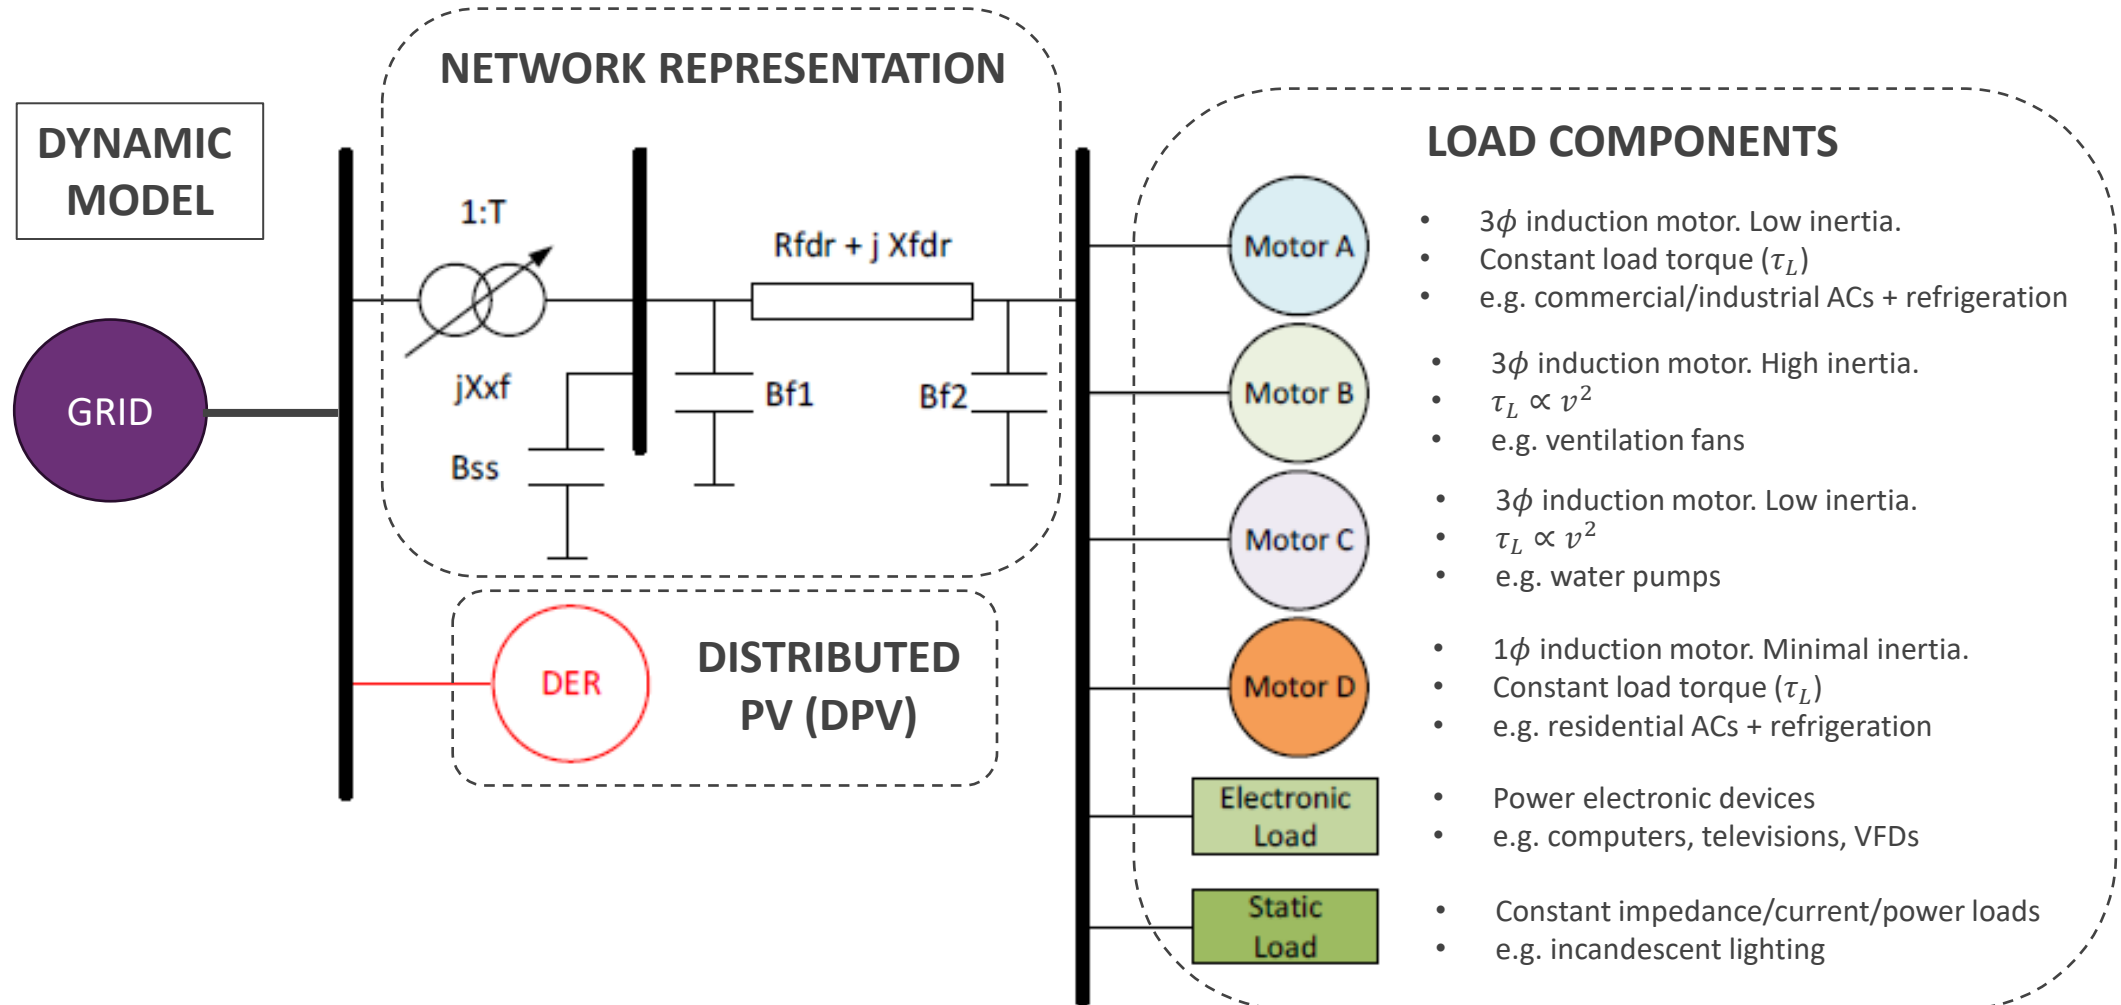 DYNAMIC
MODEL
GRID
NETWORK REPRESENTATION
1:T
jXxf
Bss
Rfdr + j Xfdr
Bf1
Bf2
DER
DISTRIBUTED
PV (DPV)
LOAD COMPONENTS
Motor A
• 3ϕ induction motor. Low inertia.
• Constant load torque (τ_L)
• e.g. commercial/industrial ACs + refrigeration
Motor B
• 3ϕ induction motor. High inertia.
• τ_L ∝ v²
• e.g. ventilation fans
Motor C
• 3ϕ induction motor. Low inertia.
• τ_L ∝ v²
• e.g. water pumps
Motor D
• 1ϕ induction motor. Minimal inertia.
• Constant load torque (τ_L)
• e.g. residential ACs + refrigeration
Electronic
Load
• Power electronic devices
• e.g. computers, televisions, VFDs
Static
Load
• Constant impedance/current/power loads
• e.g. incandescent lighting